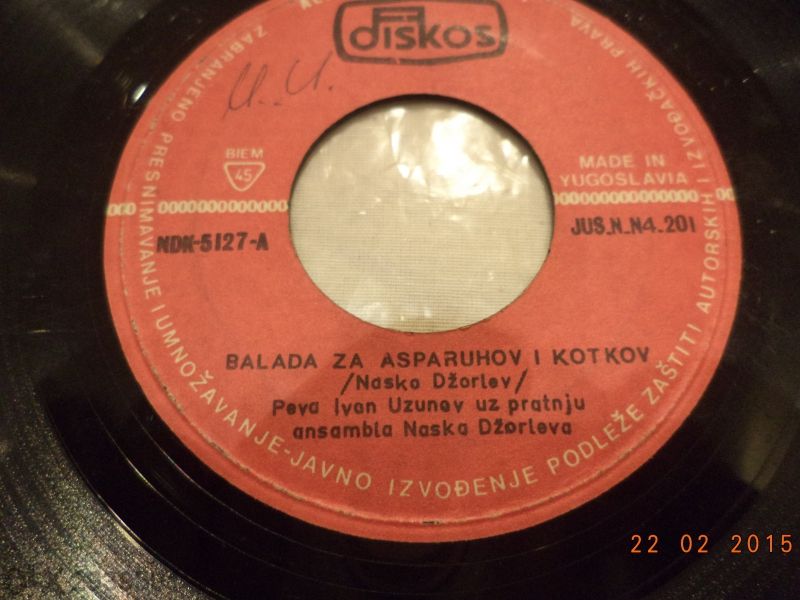 DISKOS
И.И.
BIEM
45
MADE IN
YUGOSLAVIA
NDK-5127-A
JUS.N.N4.201
BALADA ZA ASPARUHOV I KOTKOV
/Naska Džorlev/
Peva Ivan Uzunov uz pratnju
ansambla Naska Džorleva
ZABRANJENO PRESNIMAVANJE I UMNOŽAVANJE-JAVNO IZVOĐENJE PODLEŽE ZAŠTITI AUTORSKIH I IZVOĐAČKIH PRAVA
22 02 2015